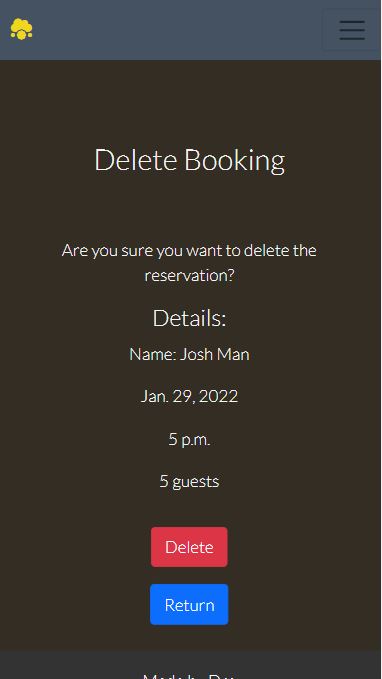 Delete Booking
Are you sure you want to delete the
reservation?
Details:
Name: Josh Man
Jan. 29, 2022
5 p.m.
5 guests
Delete
Return